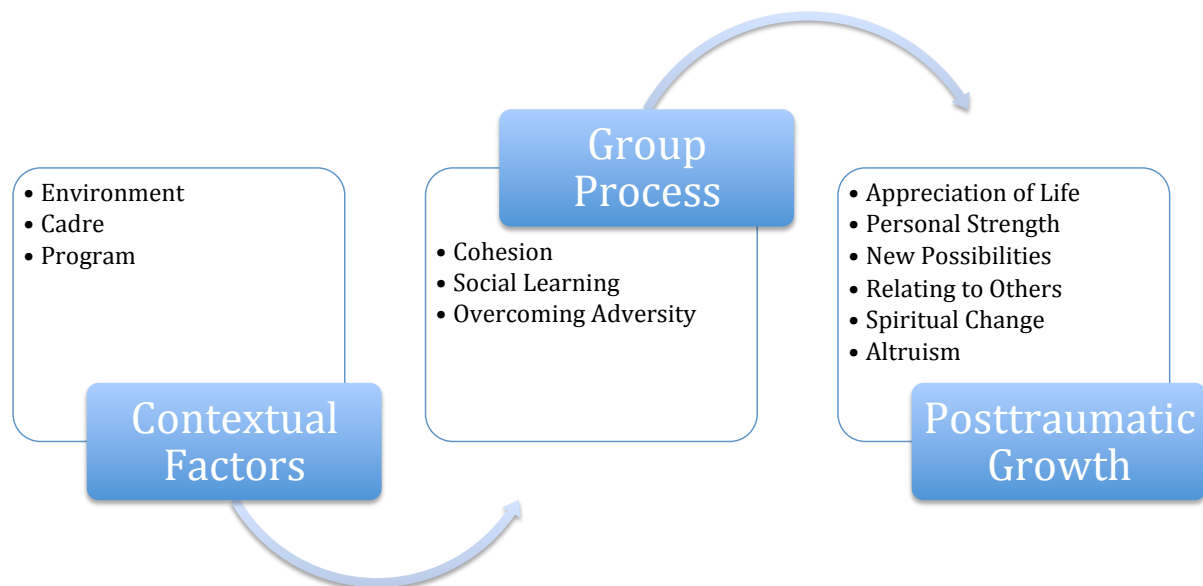 • Environment
• Cadre
• Program
Contextual
Factors
Group
Process
• Cohesion
• Social Learning
• Overcoming Adversity
• Appreciation of Life
• Personal Strength
• New Possibilities
• Relating to Others
• Spiritual Change
• Altruism
Posttraumatic
Growth